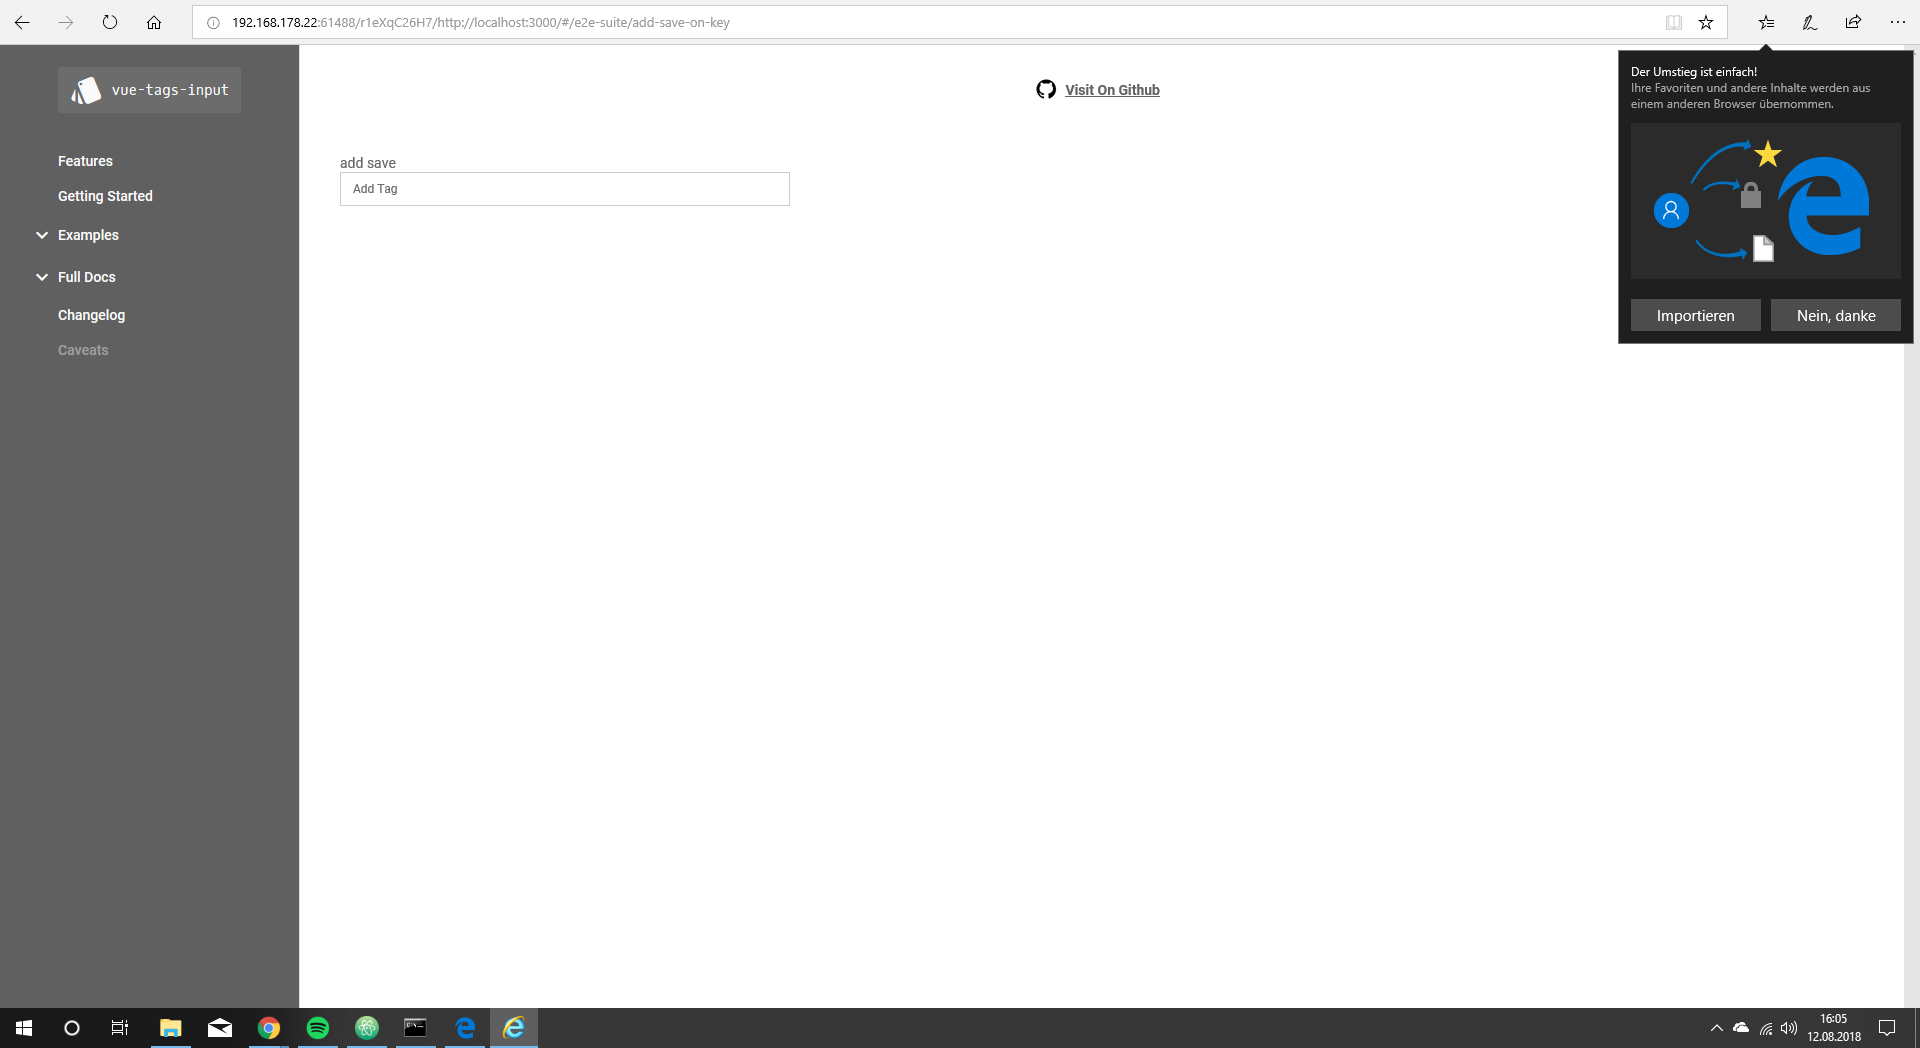 192.168.178.22:61488/r1eXqC26H7/http://localhost:3000/#/e2e-suite/add-save-on-key
vue-tags-input
Features
Getting Started
Examples
Full Docs
Changelog
Caveats
Visit On Github
add save
Add Tag
Der Umstieg ist einfach!
Ihre Favoriten und andere Inhalte werden aus
einem anderen Browser übernommen.
Importieren
Nein, danke
16:05
12.08.2018